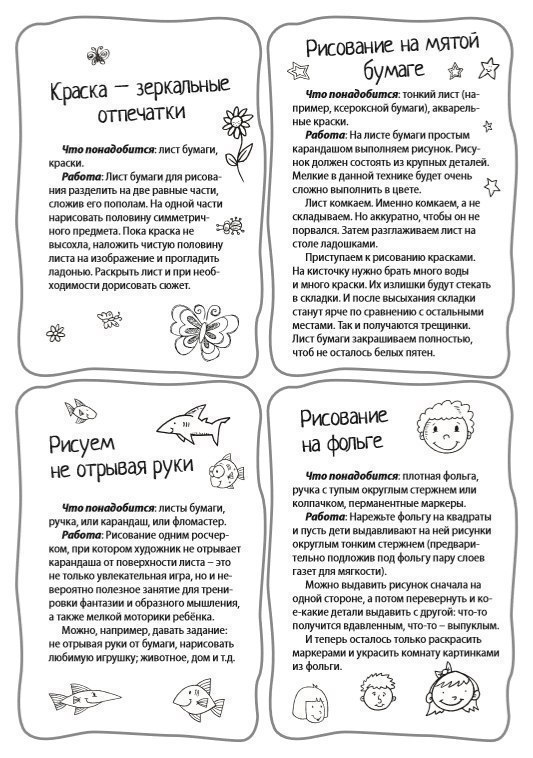 Краска – зеркальные
отпечатки
Что понадобится: лист бумаги,
краски.
Работа: Лист бумаги для рисова-
ния разделить на две равные части,
сложив его пополам. На одной части
нарисовать половину симметрич-
ного предмета. Пока краска не
высохла, наложить чистую половину
листа на изображение и прогладить
ладонью. Раскрыть лист и при необ-
ходимости дорисовать сюжет.
Рисование на мятой
бумаге
Что понадобится: тонкий лист (на-
пример, ксероксной бумаги), акварель-
ные краски.
Работа: На листе бумаги простым
карандашом выполняем рисунок. Рису-
нок должен состоять из крупных деталей.
Мелкие в данной технике будет очень
сложно выполнить в цвете.
Лист комкаем. Именно комкаем, а не
складываем. Но аккуратно, чтобы он не
порвался. Затем разглаживаем лист на
столе ладошками.
Приступаем к рисованию красками.
На кисточку нужно брать много воды
и много краски. Их излишки будут стекать
в складки. И после высыхания складки
станут ярче по сравнению с остальными
местами. Так и получаются трещинки.
Лист бумаги закрашиваем полностью,
чтоб не осталось белых пятен.
Рисуем
не отрывая руки
Что понадобится: листы бумаги,
ручка, или карандаш, или фломастер.
Работа: Рисование одним росчер-
ком, при котором художник не отрывает
карандаша от поверхности листа – это
не только увлекательная игра, но и не-
вероятно полезное занятие для трени-
ровки фантазии и образного мышления,
а также мелкой моторики ребёнка.
Можно, например, давать задание:
не отрывая руки от бумаги, нарисовать
любимую игрушку; животное, дом и т.д.
Рисование
на фольге
Что понадобится: плотная фольга,
ручка с тупым округлым стержнем или
колпачком, перманентные маркеры.
Работа: Нарежьте фольгу на квадраты
и пусть дети выдавливают на ней рисунки
округлым тонким стержнем (предвари-
тельно подложив под фольгу пару слоев
газет для мягкости).
Можно выдавить рисунок сначала на
одной стороне, а потом перевернуть и ко-
е-какие детали выдавить с другой: что-то
получится вдавленным, что-то – выпуклым.
И теперь осталось только раскрасить
маркерами и украсить комнату картинками
из фольги.